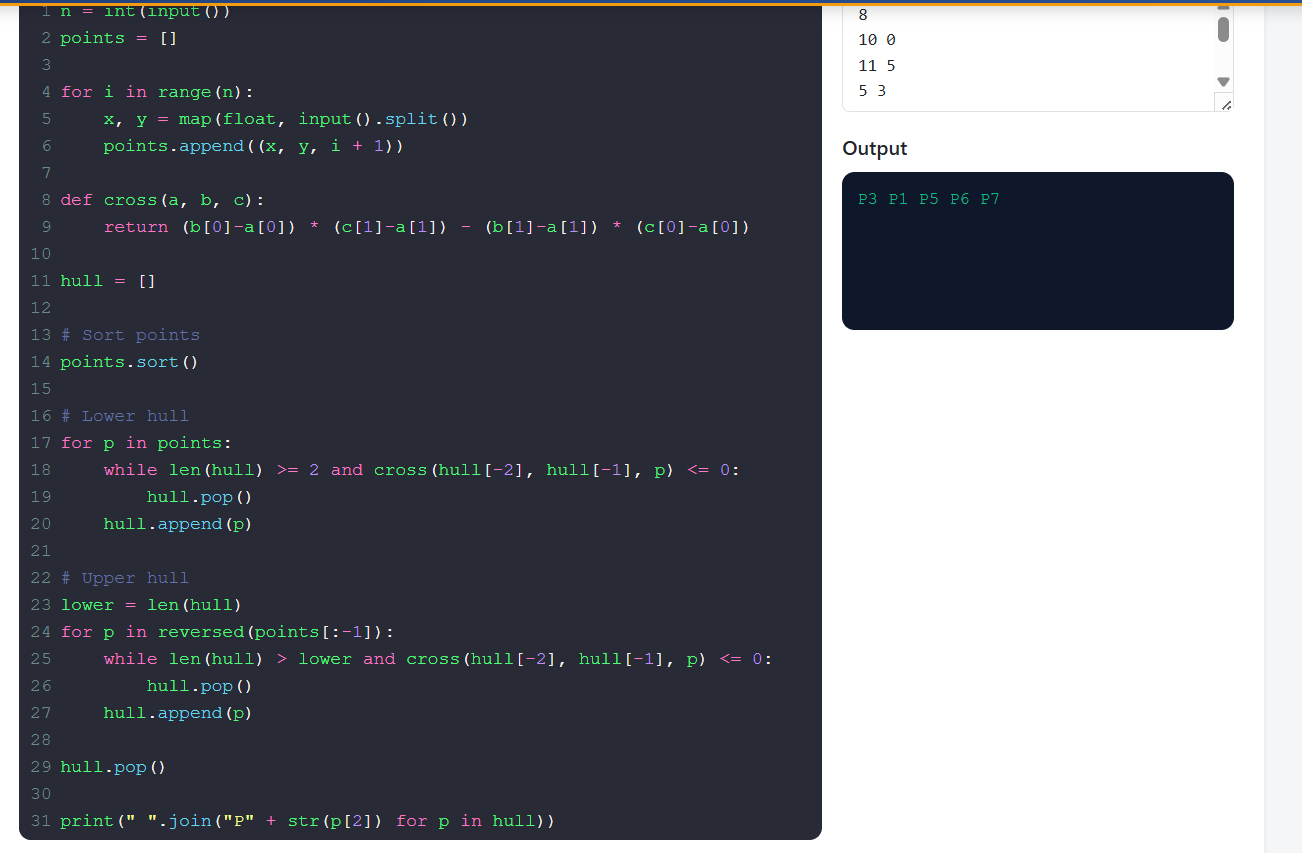 1 n = int(input())
2 points = []
3
4 for i in range(n):
5     x, y = map(float, input().split())
6     points.append((x, y, i + 1))
7
8 def cross(a, b, c):
9     return (b[0]-a[0]) * (c[1]-a[1]) - (b[1]-a[1]) * (c[0]-a[0])
10
11 hull = []
12
13 # Sort points
14 points.sort()
15
16 # Lower hull
17 for p in points:
18     while len(hull) >= 2 and cross(hull[-2], hull[-1], p) <= 0:
19         hull.pop()
20     hull.append(p)
21
22 # Upper hull
23 lower = len(hull)
24 for p in reversed(points[:-1]):
25     while len(hull) > lower and cross(hull[-2], hull[-1], p) <= 0:
26         hull.pop()
27     hull.append(p)
28
29 hull.pop()
30
31 print(" ".join("P" + str(p[2]) for p in hull))
8
10 0
11 5
5 3
Output
P3 P1 P5 P6 P7